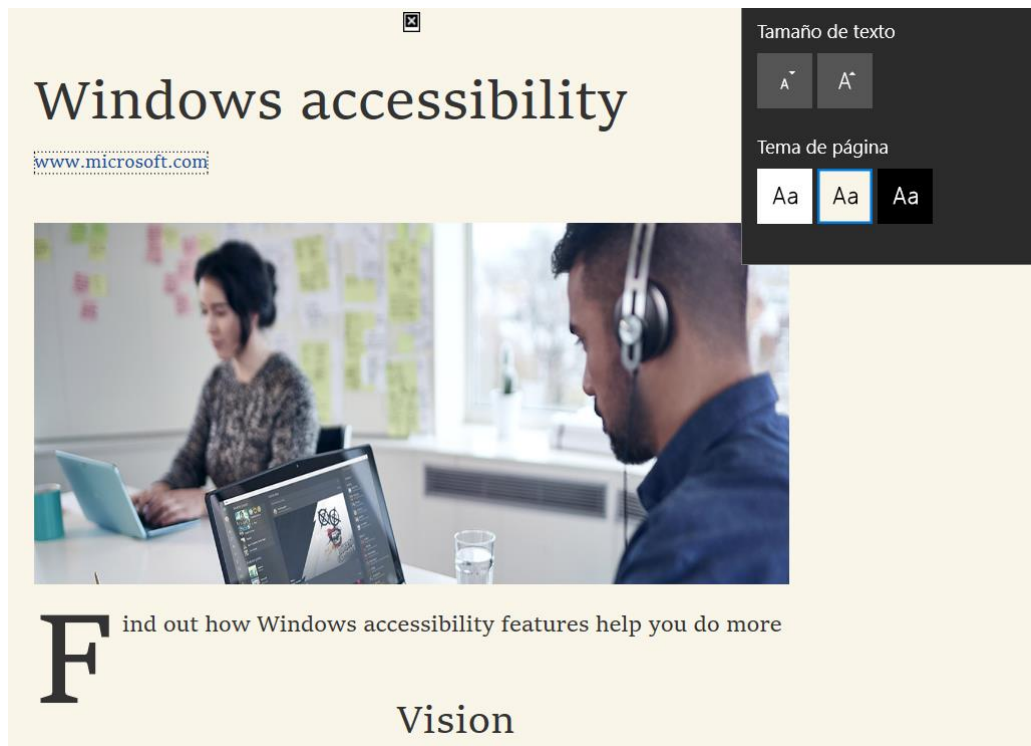 Windows accessibility
www.microsoft.com
Tamaño de texto
A A
Tema de página
Aa Aa Aa
Find out how Windows accessibility features help you do more
Vision